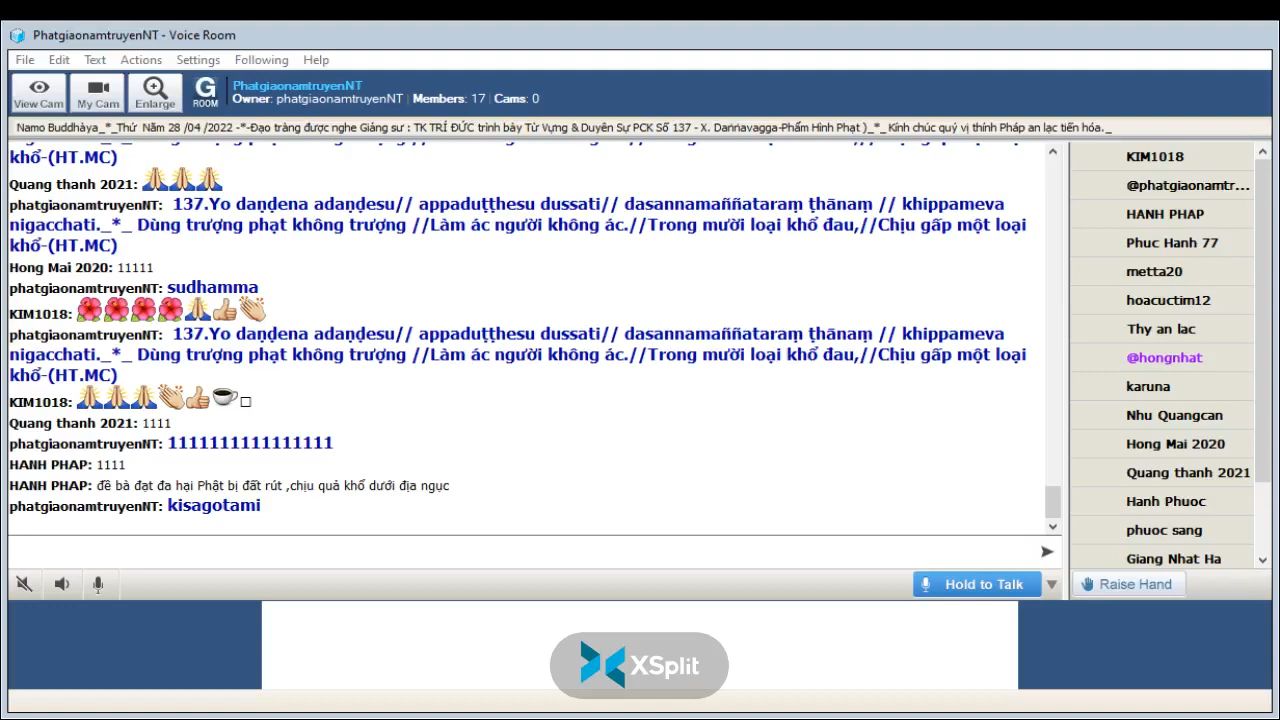 PhatgiaonamtruyenNT - Voice Room
File Edit Text Actions Settings Following Help
View Cam My Cam Enlarge G ROOM
PhatgiaonamtruyenNT
Owner: phatgiaonamtruyenNT | Members: 17 | Cams: 0
Namo Buddhàya_*_Thứ Năm 28 /04 /2022 -*-Đạo tràng được nghe Giảng sư : TK TRÍ ĐỨC trình bày Từ Vựng & Duyên Sự PCK Số 137 - X. Daṇḍavagga-Phẩm Hình Phạt )_*_ Kính chúc quý vị thính Pháp an lạc tiến hóa._
khổ-(HT.MC)
Quang thanh 2021: 🙏🙏🙏
phatgiaonamtruyenNT: 137.Yo daṇḍena adaṇḍesu// appaduṭṭhesu dussati// dasannamaññataraṃ ṭhānaṃ // khippameva
nigacchati._*_ Dùng trượng phạt không trượng //Làm ác người không ác.//Trong mười loại khổ đau,//Chịu gấp một loại
khổ-(HT.MC)
Hong Mai 2020: 11111
phatgiaonamtruyenNT: sudhamma
KIM1018: 🌺🌺🌺🌺🙏👍👏
phatgiaonamtruyenNT: 137.Yo daṇḍena adaṇḍesu// appaduṭṭhesu dussati// dasannamaññataraṃ ṭhānaṃ // khippameva
nigacchati._*_ Dùng trượng phạt không trượng //Làm ác người không ác.//Trong mười loại khổ đau,//Chịu gấp một loại
khổ-(HT.MC)
KIM1018: 🙏🙏🙏👏👍☕□
Quang thanh 2021: 1111
phatgiaonamtruyenNT: 1111111111111111
HANH PHAP: 1111
HANH PHAP: đề bà đạt đa hại Phật bị đất rút ,chịu quả khổ dưới địa ngục
phatgiaonamtruyenNT: kisagotami
KIM1018
@phatgiaonamtr...
HANH PHAP
Phuc Hanh 77
metta20
hoacuctim12
Thy an lac
@hongnhat
karuna
Nhu Quangcan
Hong Mai 2020
Quang thanh 2021
Hanh Phuoc
phuoc sang
Giang Nhat Ha
Hold to Talk
Raise Hand
XSplit